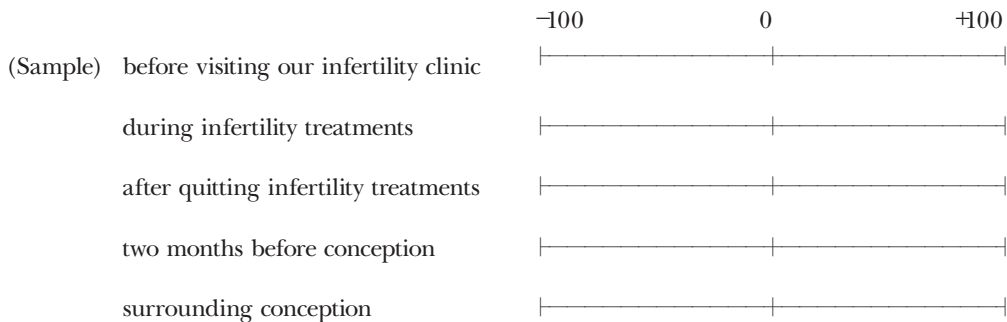 −100 0 +100
(Sample) before visiting our infertility clinic
during infertility treatments
after quitting infertility treatments
two months before conception
surrounding conception